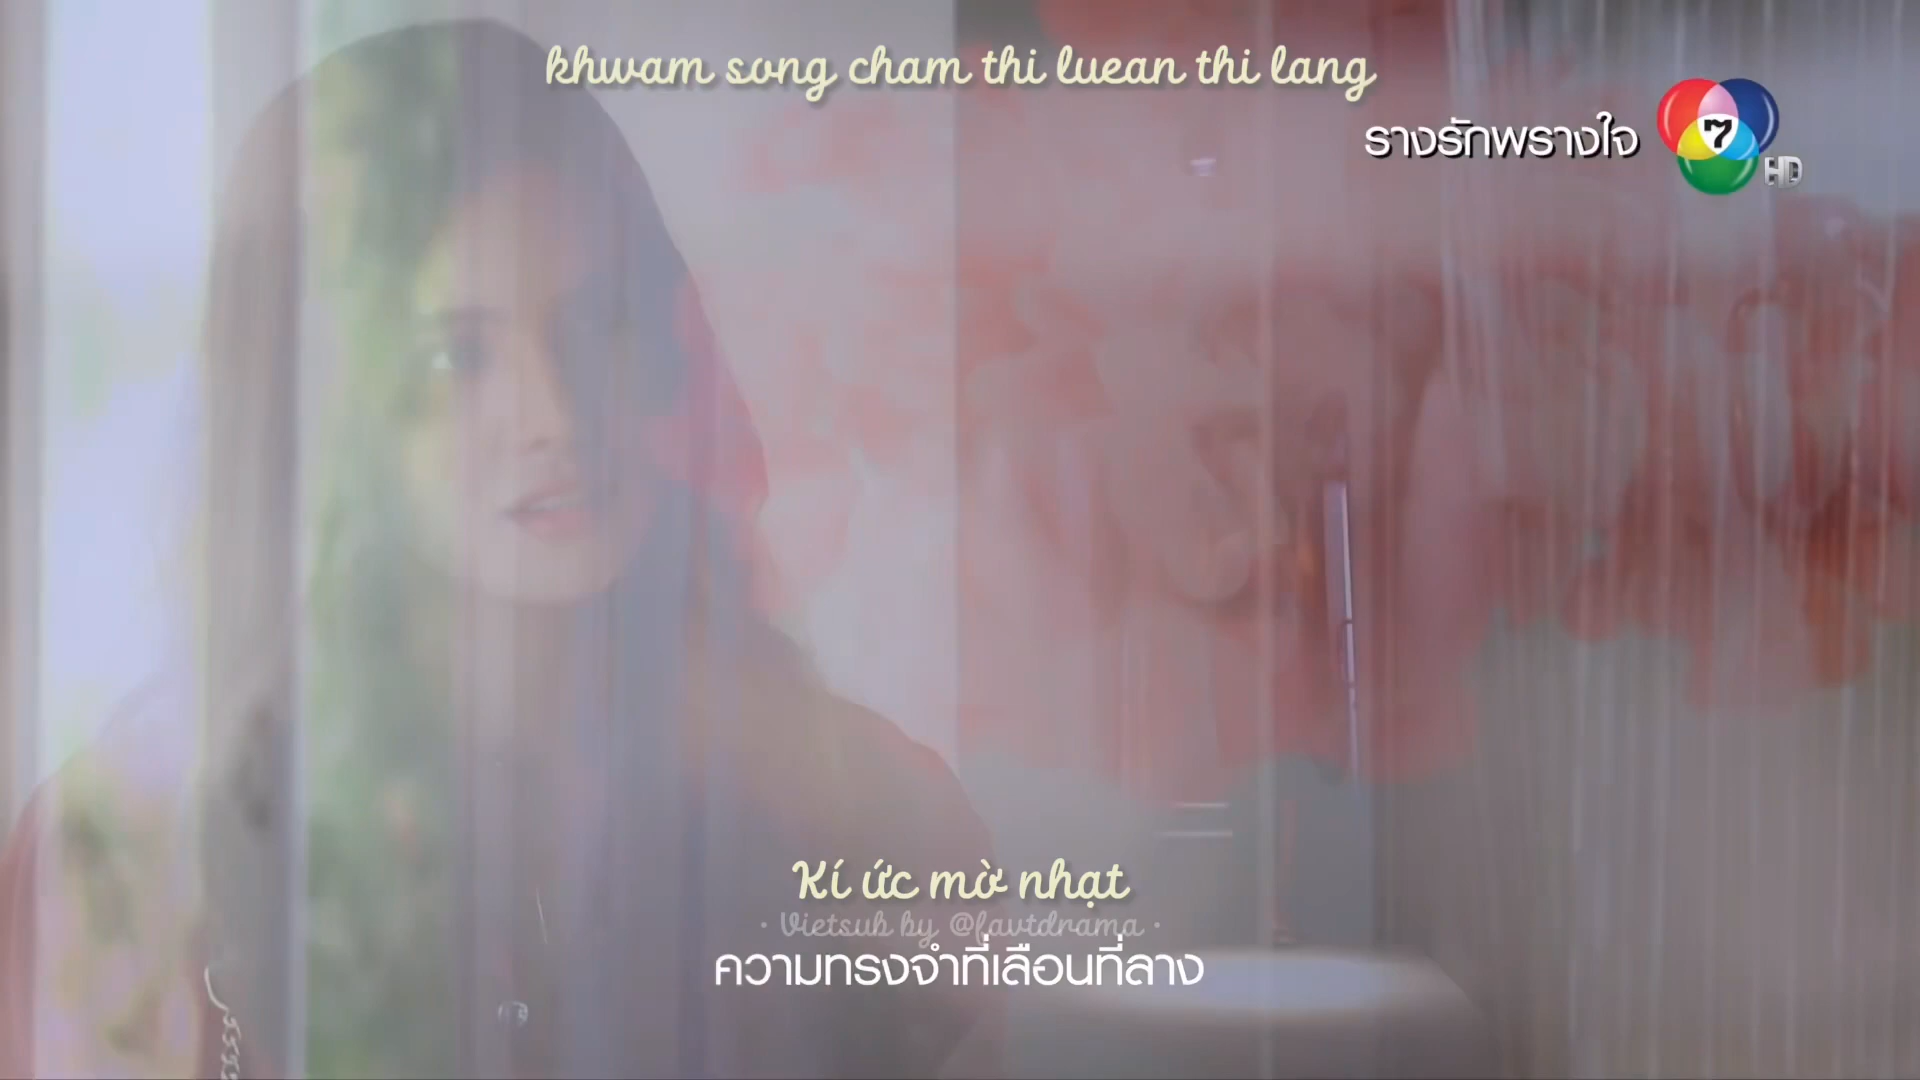 khwam song cham thi luean thi lang
รางรักพรางใจ
7
HD
Kí ức mờ nhạt
• Vietsub by @favtdrama •
ความทรงจำที่เลือนที่ลาง